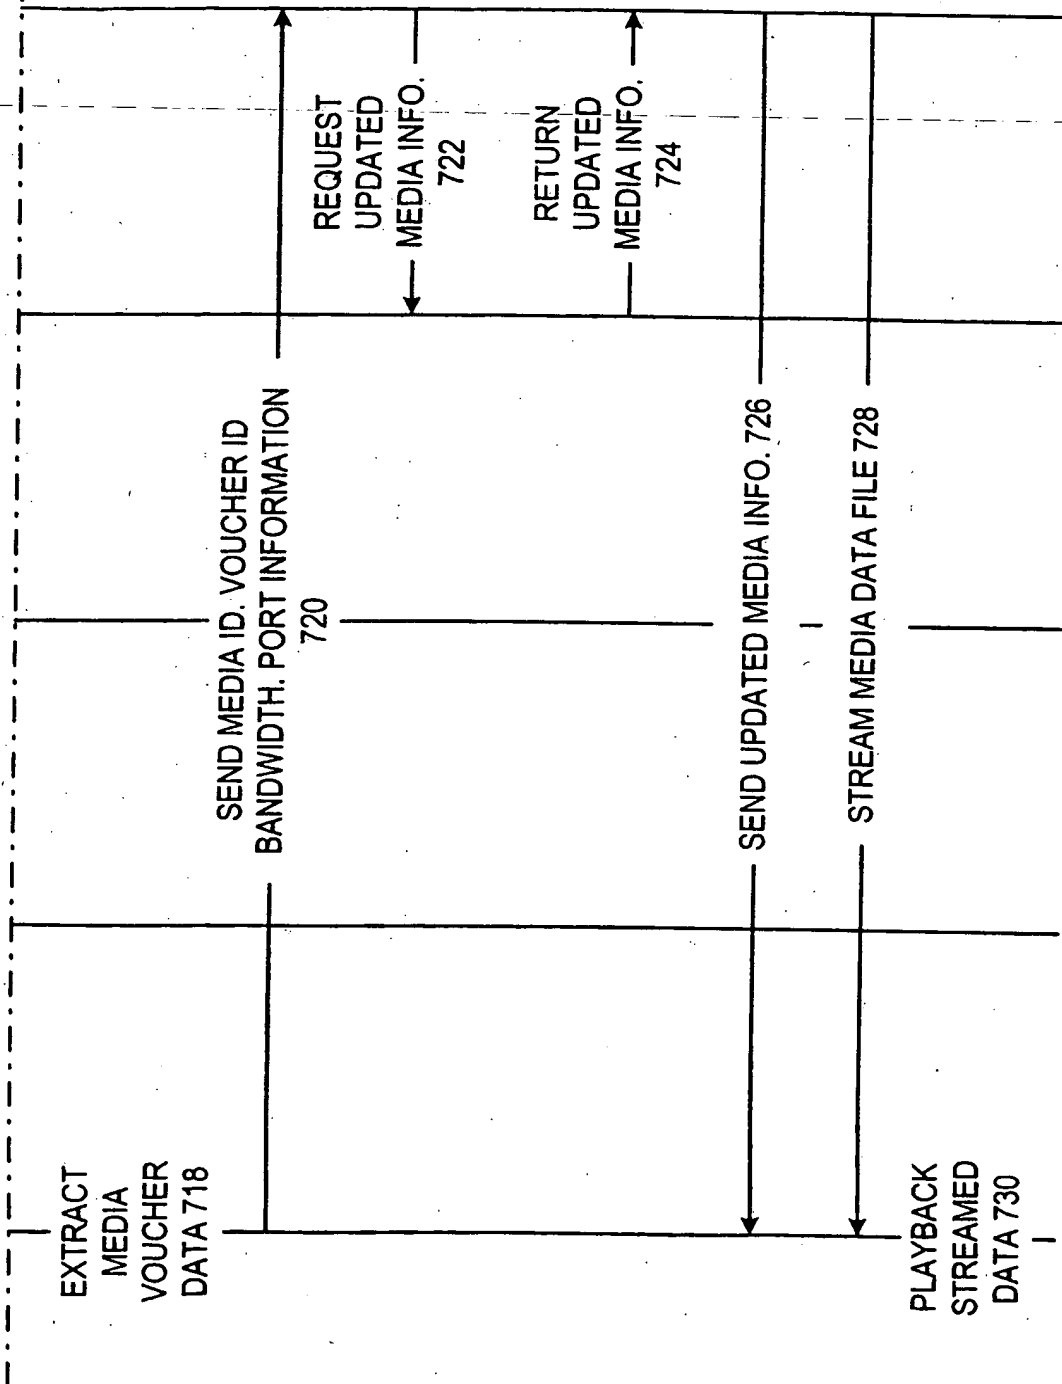 EXTRACT
MEDIA
VOUCHER
DATA 718
SEND MEDIA ID. VOUCHER ID
BANDWIDTH. PORT INFORMATION
720
REQUEST
UPDATED
MEDIA INFO.
722
RETURN
UPDATED
MEDIA INFO.
724
SEND UPDATED MEDIA INFO. 726
STREAM MEDIA DATA FILE 728
PLAYBACK
STREAMED
DATA 730